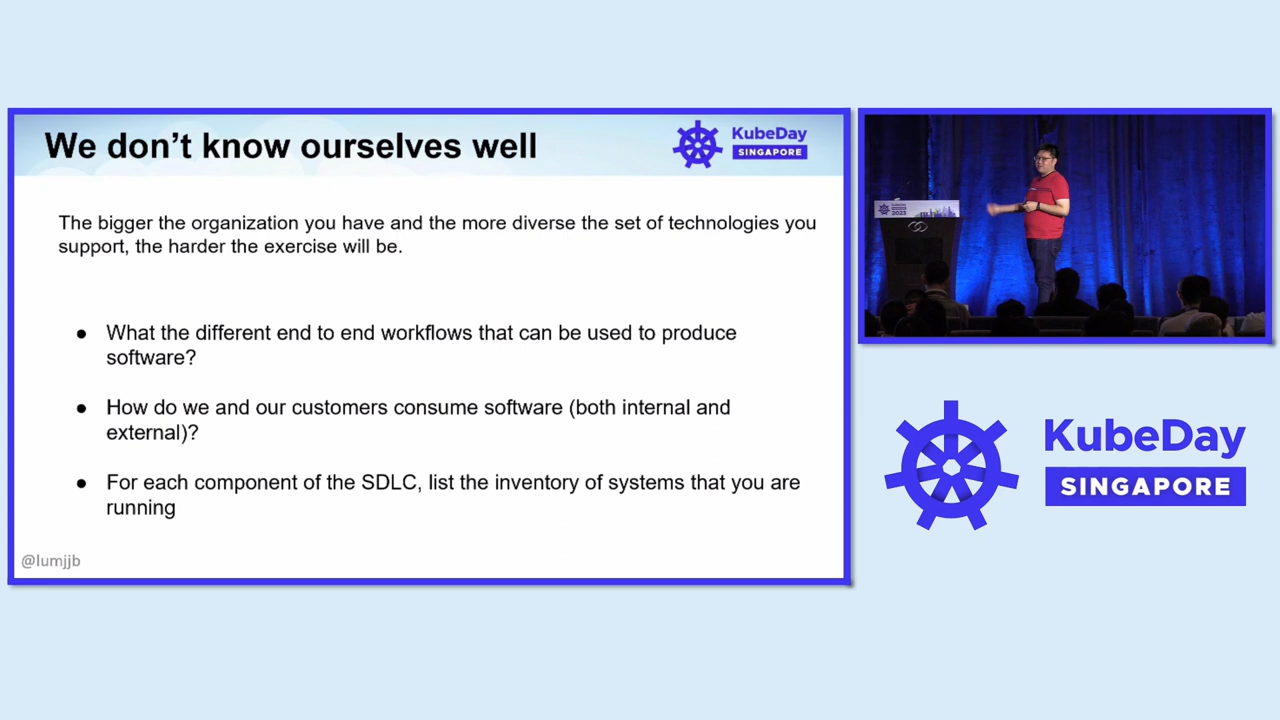 We don't know ourselves well
KubeDay
SINGAPORE
The bigger the organization you have and the more diverse the set of technologies you
support, the harder the exercise will be.
● What the different end to end workflows that can be used to produce
software?
● How do we and our customers consume software (both internal and
external)?
● For each component of the SDLC, list the inventory of systems that you are
running
@lumjjb
2023
KubeDay
SINGAPORE